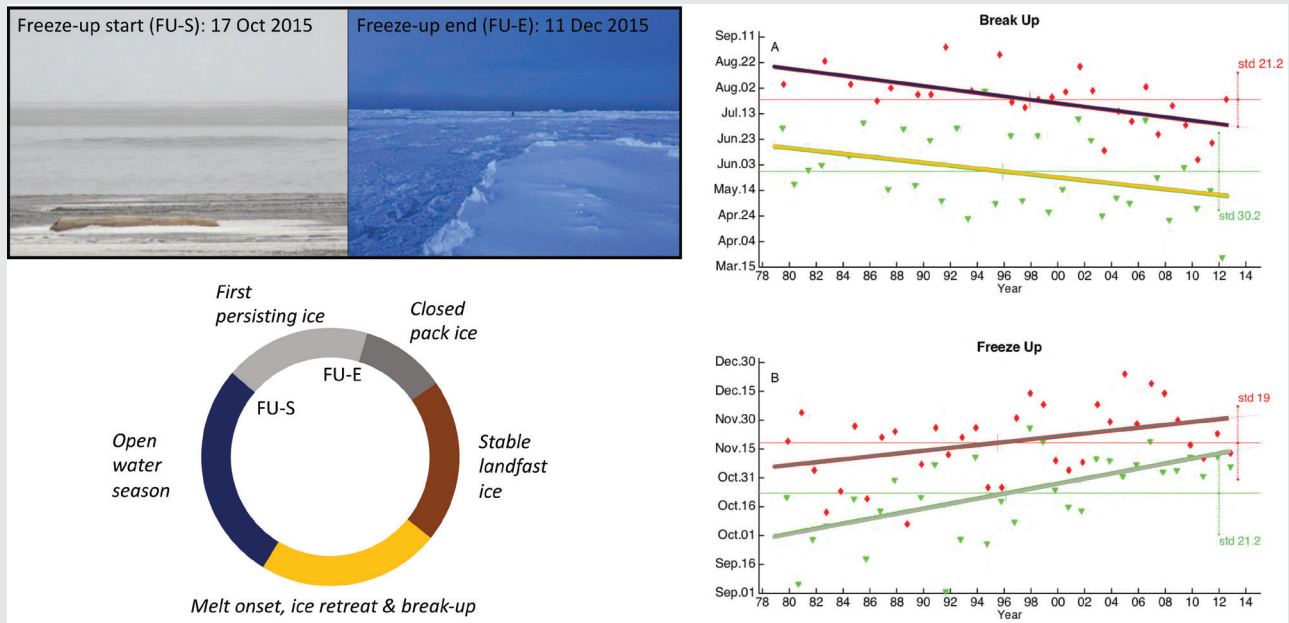 Freeze-up start (FU-S): 17 Oct 2015
Freeze-up end (FU-E): 11 Dec 2015
First
persisting ice
Closed
pack ice
FU-E
FU-S
Open
water
season
Stable
landfast
ice
Melt onset, ice retreat & break-up
Break Up
A
Sep.11
Aug.22
Aug.02
Jul.13
Jun.23
Jun.03
May.14
Apr.24
Apr.04
Mar.15
std 21.2
std 30.2
78 80 82 84 86 88 90 92 94 96 98 00 02 04 06 08 10 12 14
Year
Freeze Up
B
Dec.30
Dec.15
Nov.30
Nov.15
Oct.31
Oct.16
Oct.01
Sep.16
Sep.01
std 19
std 21.2
78 80 82 84 86 88 90 92 94 96 98 00 02 04 06 08 10 12 14
Year